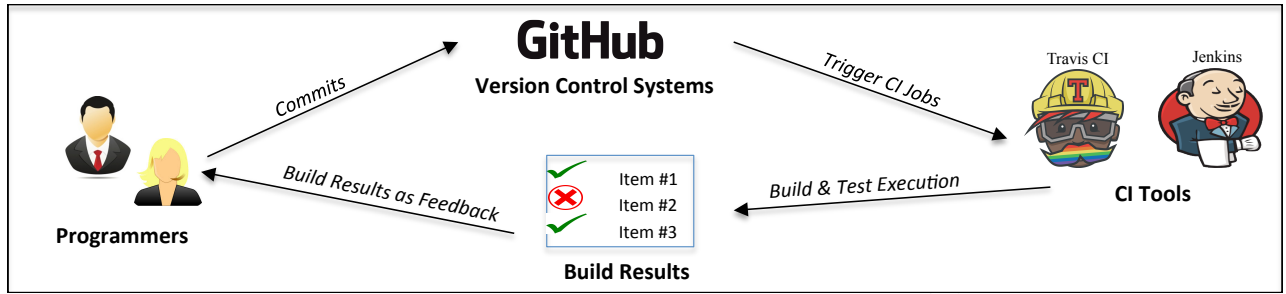 GitHub
Version Control Systems
Commits
Trigger CI Jobs
Travis CI
Jenkins
T
CI Tools
Build & Test Execution
Item #1
Item #2
Item #3
Build Results
Build Results as Feedback
Programmers